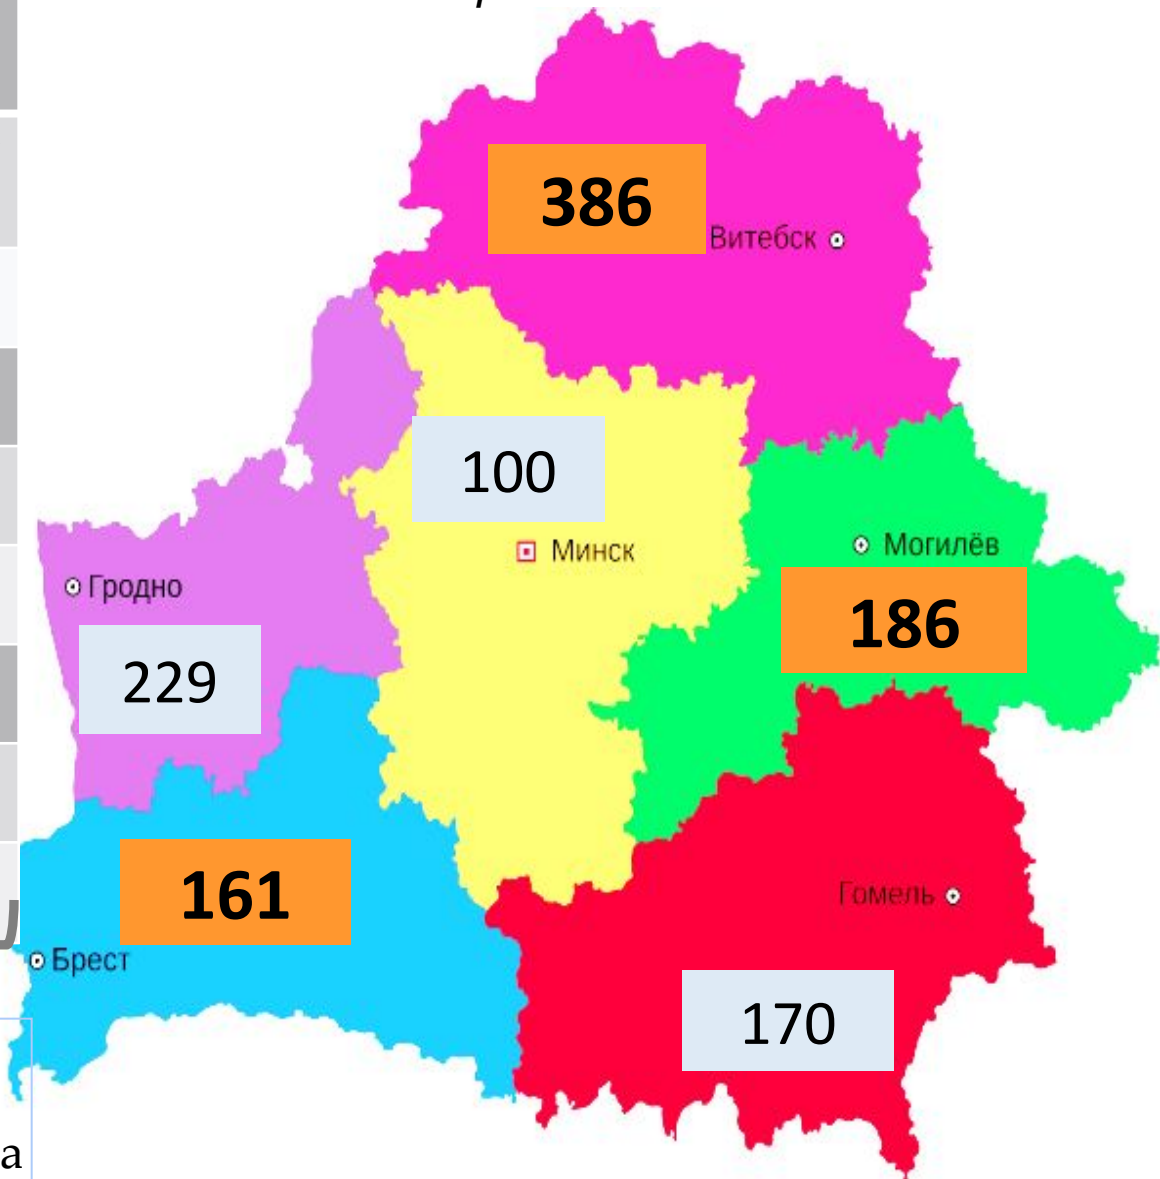 386
Витебск
100
Минск
Могилёв
Гродно
186
229
161
Гомель
Брест
170
а